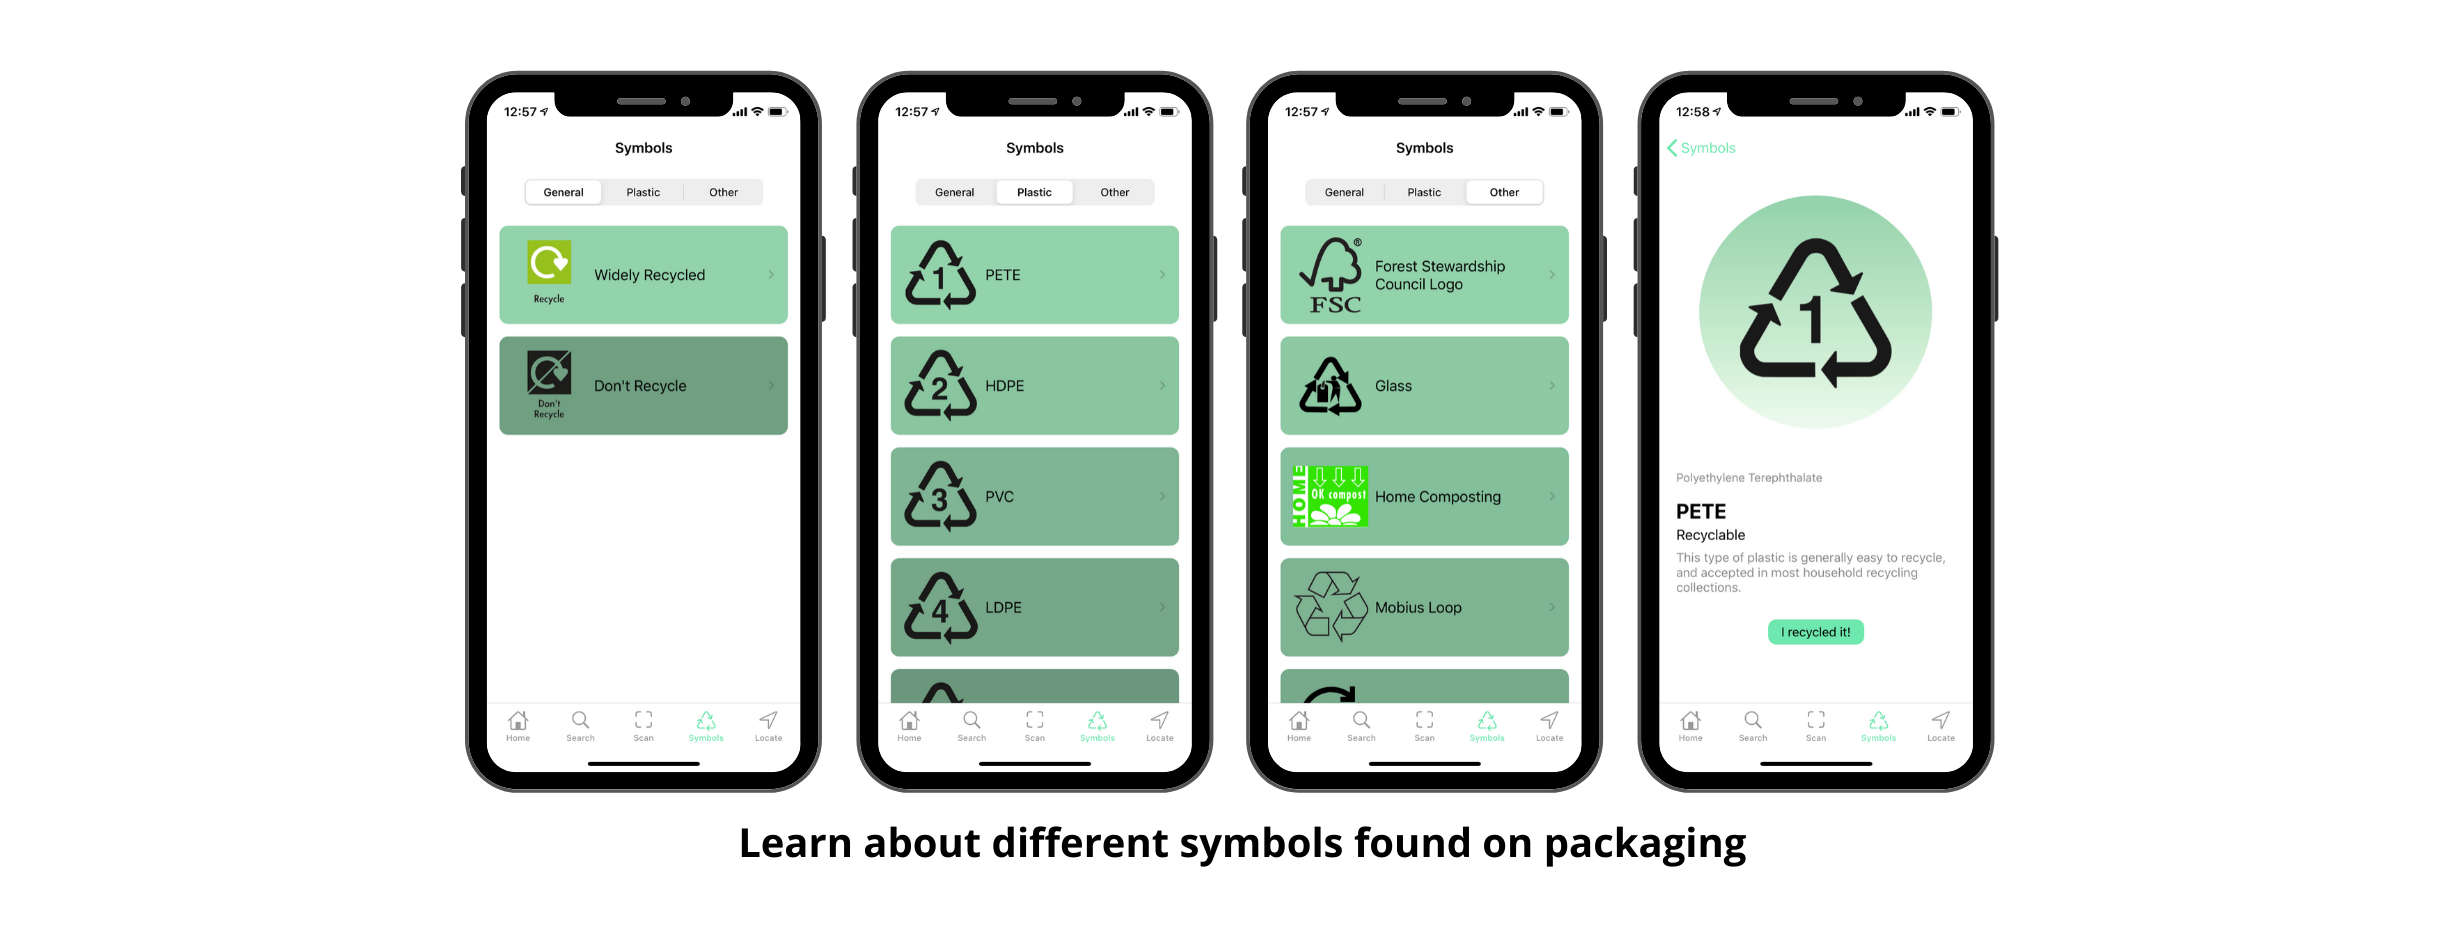 12:57
Symbols
General Plastic Other
Recycle
Widely Recycled
Don't
Recycle
Don't Recycle
Home Search Scan Symbols Locate
12:57
Symbols
General Plastic Other
1 PETE
2 HDPE
3 PVC
4 LDPE
Home Search Scan Symbols Locate
12:57
Symbols
General Plastic Other
®
FSC
Forest Stewardship
Council Logo
Glass
HOME
OK compost
Home Composting
Mobius Loop
Home Search Scan Symbols Locate
12:58
Symbols
1
Polyethylene Terephthalate
PETE
Recyclable
This type of plastic is generally easy to recycle,
and accepted in most household recycling
collections.
I recycled it!
Home Search Scan Symbols Locate
Learn about different symbols found on packaging